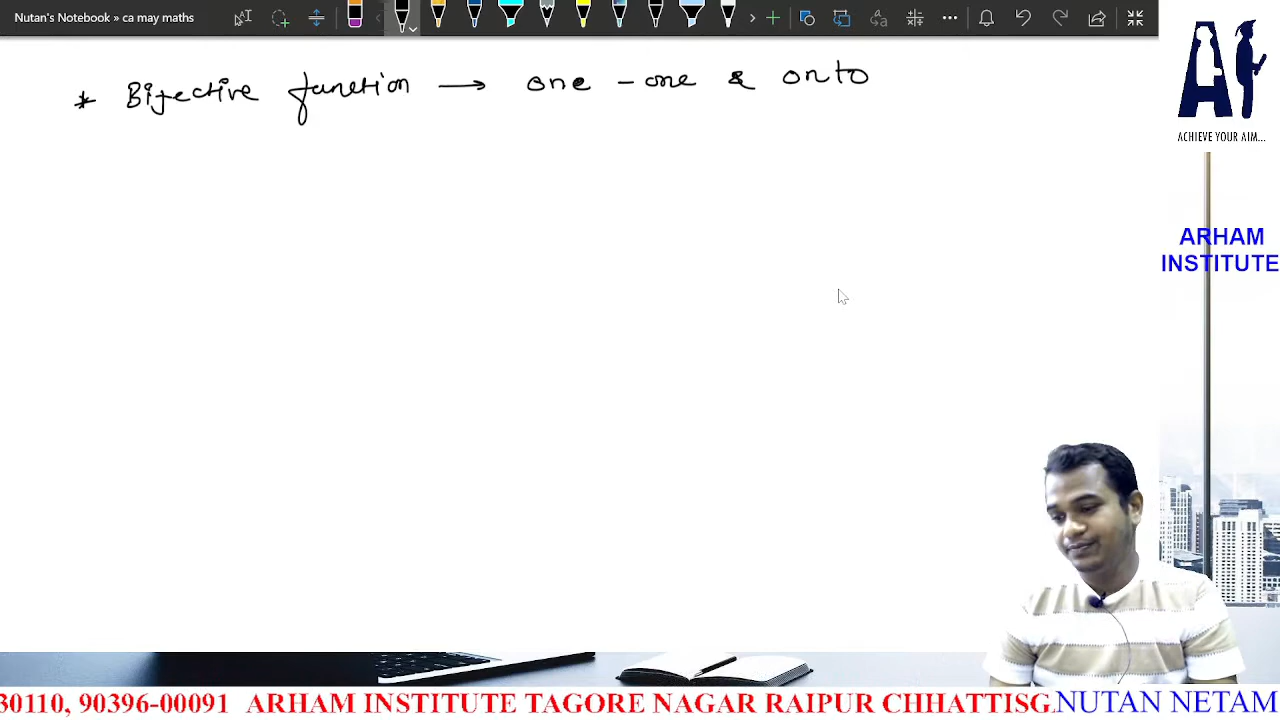 Nutan's Notebook » ca may maths
* Bijective function → one - one & onto
ACHIEVE YOUR AIM...
ARHAM
INSTITUTE
30110, 90396-00091 ARHAM INSTITUTE TAGORE NAGAR RAIPUR CHHATTISG
NUTAN NETAM